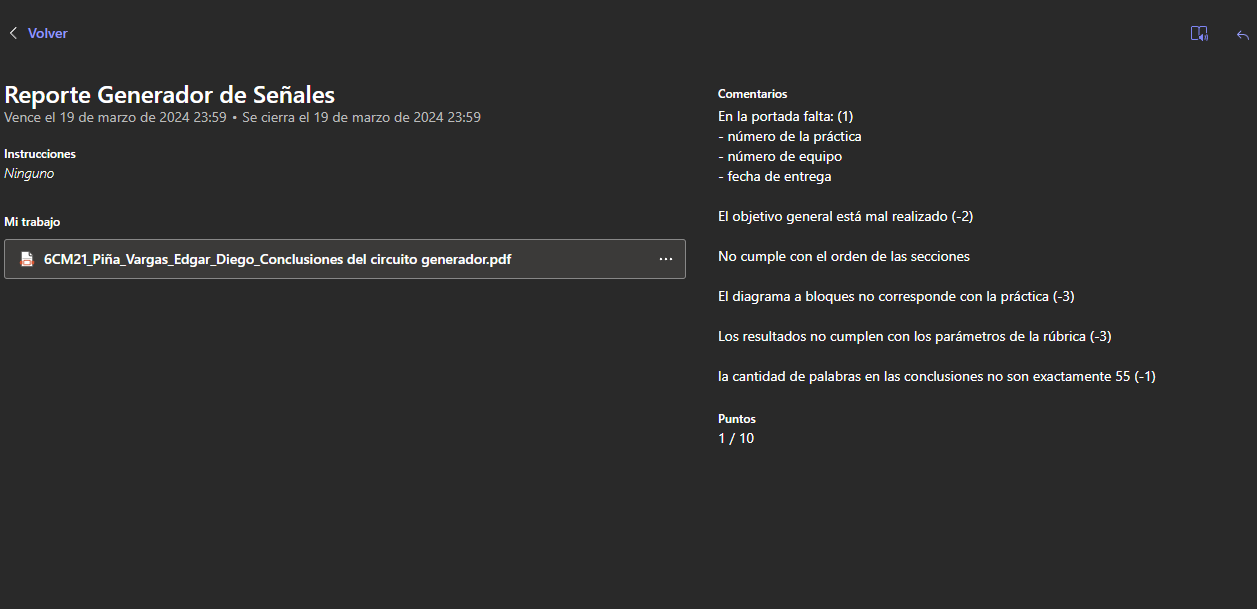 Volver
Reporte Generador de Señales
Vence el 19 de marzo de 2024 23:59 • Se cierra el 19 de marzo de 2024 23:59
Instrucciones
Ninguno
Mi trabajo
6CM21_Piña_Vargas_Edgar_Diego_Conclusiones del circuito generador.pdf
Comentarios
En la portada falta: (1)
- número de la práctica
- número de equipo
- fecha de entrega
El objetivo general está mal realizado (-2)
No cumple con el orden de las secciones
El diagrama a bloques no corresponde con la práctica (-3)
Los resultados no cumplen con los parámetros de la rúbrica (-3)
la cantidad de palabras en las conclusiones no son exactamente 55 (-1)
Puntos
1 / 10